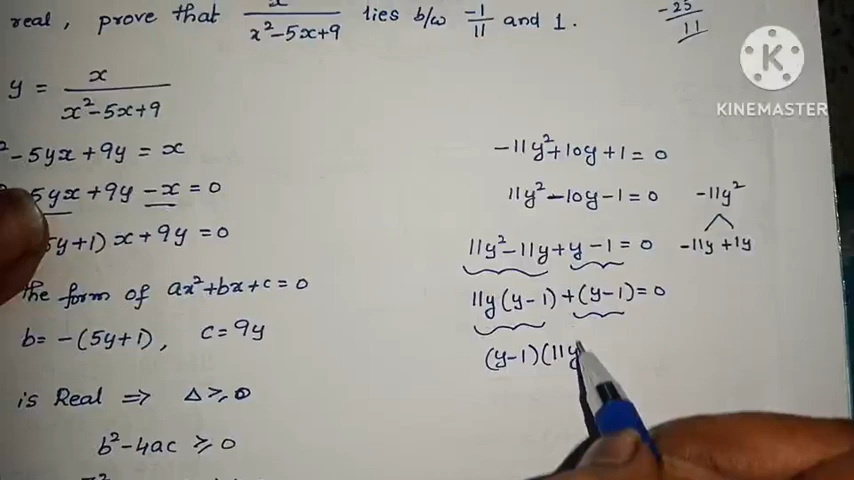 real, prove that x/(x²-5x+9) lies b/w -1/11 and 1.
-25/11
y = x/(x²-5x+9)
-5yx + 9y = x
5yx + 9y - x = 0
5y+1)x + 9y = 0
the form of ax²+bx+c = 0
b = -(5y+1), c = 9y
is Real ⇒ Δ ≥ 0
b²-4ac ≥ 0
-11y²+10y+1 = 0
11y²-10y-1 = 0
-11y²
-11y +1y
11y²-11y+y-1 = 0
11y(y-1)+(y-1) = 0
(y-1)(11y
KINEMASTER